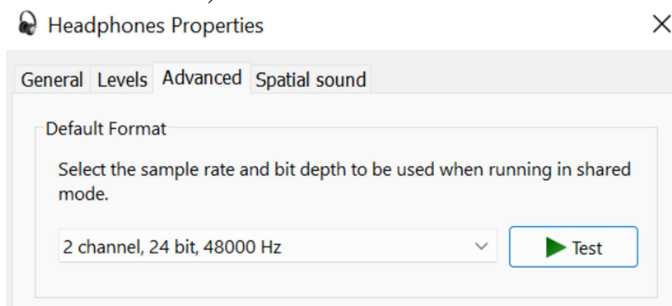 Headphones Properties
General Levels Advanced Spatial sound
Default Format
Select the sample rate and bit depth to be used when running in shared
mode.
2 channel, 24 bit, 48000 Hz
Test